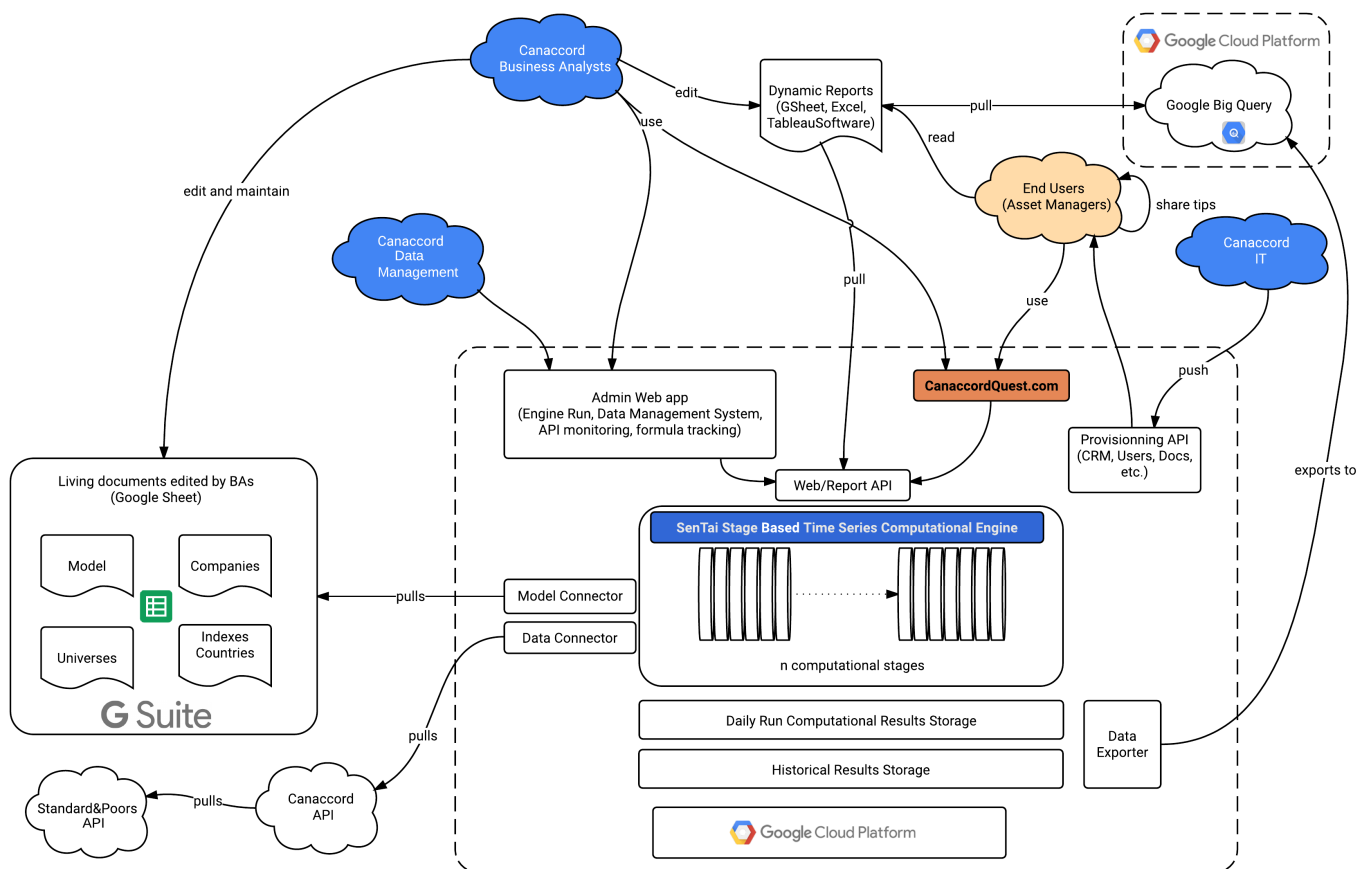 Canaccord
Business Analysts
Google Cloud Platform
Dynamic Reports
(GSheet, Excel,
TableauSoftware)
edit
pull
Google Big Query
use
read
edit and maintain
End Users
(Asset Managers)
share tips
Canaccord
Data
Management
Canaccord
IT
pull
use
push
Admin Web app
(Engine Run, Data Management System,
API monitoring, formula tracking)
CanaccordQuest.com
Provisionning API
(CRM, Users, Docs,
etc.)
exports to
Living documents edited by BAs
(Google Sheet)
Web/Report API
SenTai Stage Based Time Series Computational Engine
Model
Companies
pulls
Model Connector
Data Connector
Universes
Indexes
Countries
n computational stages
G Suite
Daily Run Computational Results Storage
Data
Exporter
pulls
Historical Results Storage
Standard&Poors
API
pulls
Canaccord
API
Google Cloud Platform